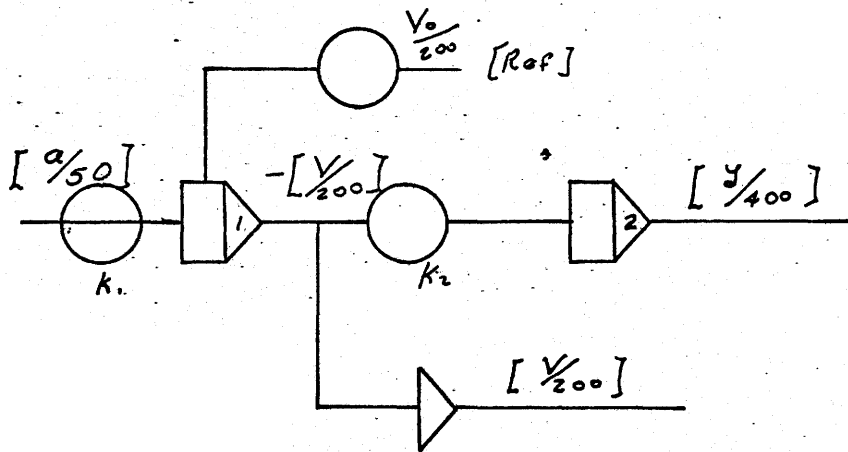 V₀/200
[Ref]
[a/50]
-[V/200]
[y/400]
1
2
K₁
K₂
[V/200]